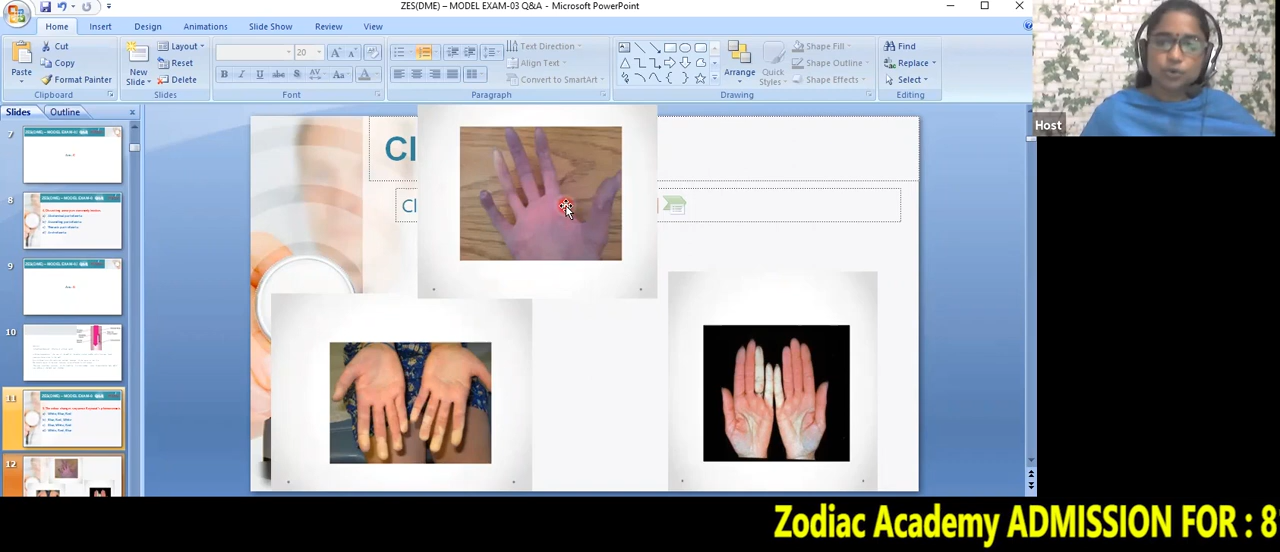 ZES(DME) – MODEL EXAM-03 Q&A - Microsoft PowerPoint
Home Insert Design Animations Slide Show Review View
Paste
Cut
Copy
Format Painter
Clipboard
New Slide
Layout
Reset
Delete
Slides
20
B I U S
Font
Text Direction
Align Text
Convert to SmartArt
Paragraph
Arrange
Quick Styles
Shape Fill
Shape Outline
Shape Effects
Drawing
Find
Replace
Select
Editing
Host
Slides Outline
7
8
9
10
11
12
Cl
Cl
Zodiac Academy ADMISSION FOR : 8